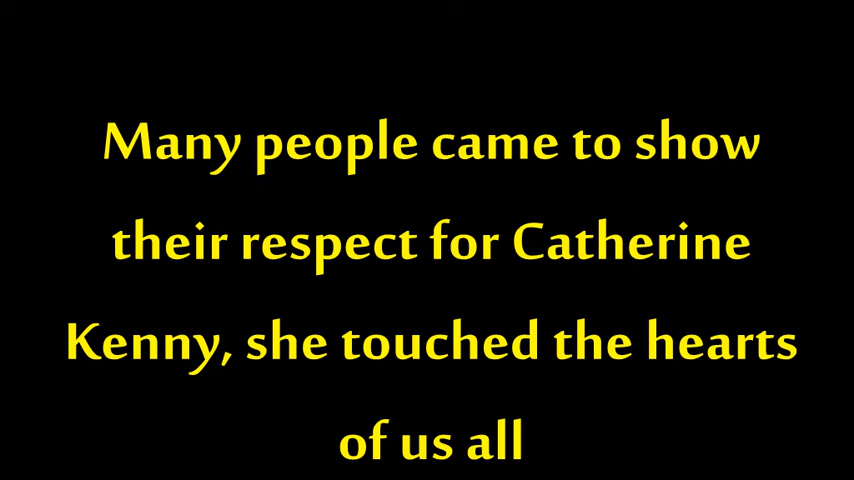 Many people came to show
their respect for Catherine
Kenny, she touched the hearts
of us all